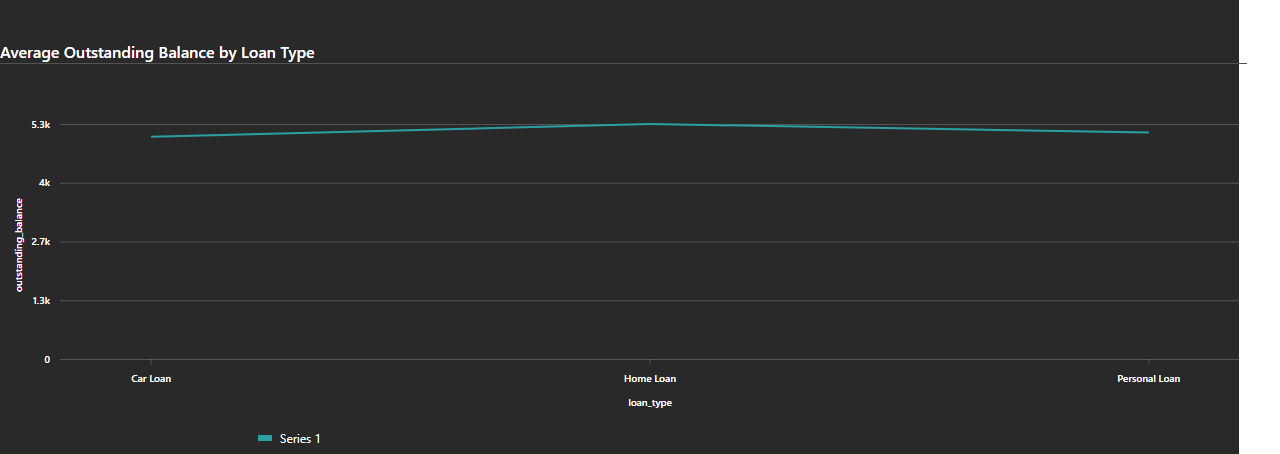 Average Outstanding Balance by Loan Type
5.3k
4k
2.7k
1.3k
0
outstanding_balance
Car Loan Home Loan Personal Loan
loan_type
Series 1